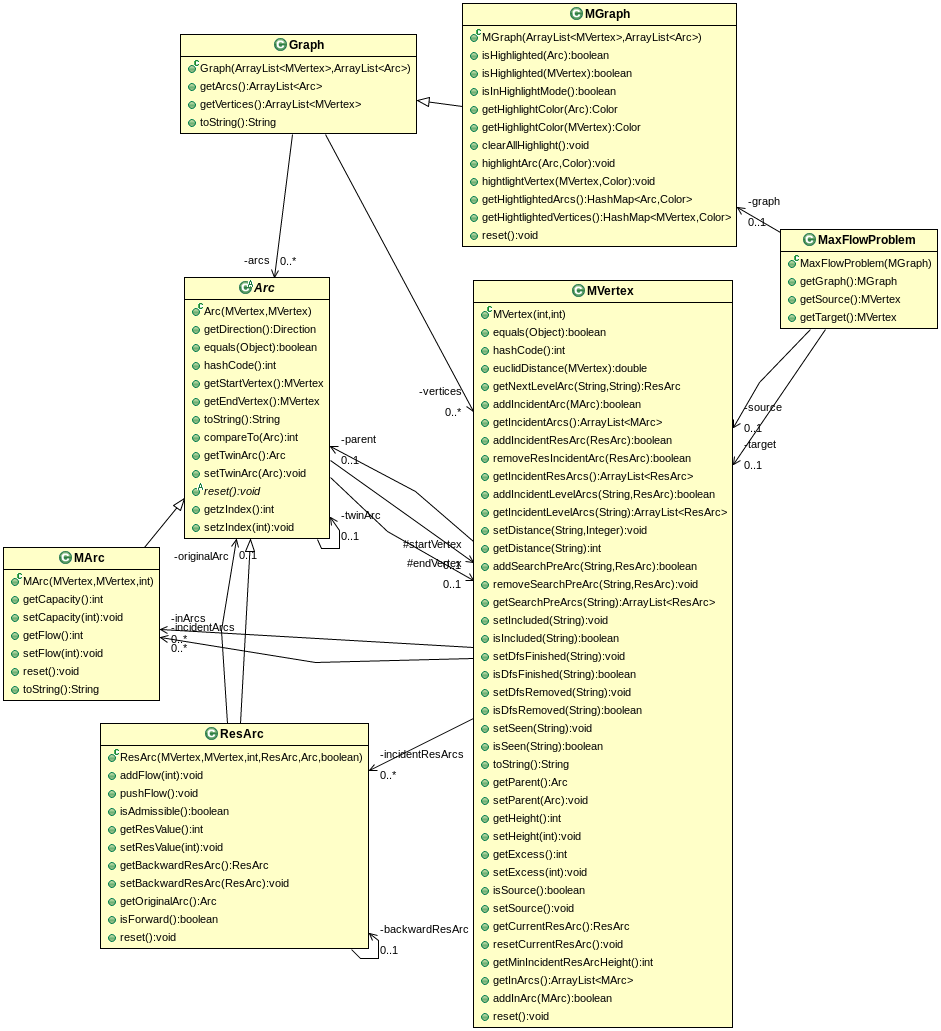 Graph
Graph(ArrayList<MVertex>,ArrayList<Arc>)
getArcs():ArrayList<Arc>
getVertices():ArrayList<MVertex>
toString():String
MGraph
MGraph(ArrayList<MVertex>,ArrayList<Arc>)
isHighlighted(Arc):boolean
isHighlighted(MVertex):boolean
isInHighlightMode():boolean
getHighlightColor(Arc):Color
getHighlightColor(MVertex):Color
clearAllHighlight():void
highlightArc(Arc,Color):void
hightlightVertex(MVertex,Color):void
getHightlightedArcs():HashMap<Arc,Color>
getHightlightedVertices():HashMap<MVertex,Color>
reset():void
-graph
0..1
MaxFlowProblem
MaxFlowProblem(MGraph)
getGraph():MGraph
getSource():MVertex
getTarget():MVertex
-arcs
0..*
-vertices
0..*
-source
0..1
-target
0..1
Arc
Arc(MVertex,MVertex)
getDirection():Direction
equals(Object):boolean
hashCode():int
getStartVertex():MVertex
getEndVertex():MVertex
toString():String
compareTo(Arc):int
getTwinArc():Arc
setTwinArc(Arc):void
reset():void
getzIndex():int
setzIndex(int):void
-parent
0..1
-twinArc
0..1
#startVertex
0..1
#endVertex
0..1
-originalArc
0..1
MArc
MArc(MVertex,MVertex,int)
getCapacity():int
setCapacity(int):void
getFlow():int
setFlow(int):void
reset():void
toString():String
-inArcs
0..*
-incidentArcs
0..*
MVertex
MVertex(int,int)
equals(Object):boolean
hashCode():int
euclidDistance(MVertex):double
getNextLevelArc(String,String):ResArc
addIncidentArc(MArc):boolean
getIncidentArcs():ArrayList<MArc>
addIncidentResArc(ResArc):boolean
removeResIncidentArc(ResArc):boolean
getIncidentResArcs():ArrayList<ResArc>
addIncidentLevelArcs(String,ResArc):boolean
getIncidentLevelArcs(String):ArrayList<ResArc>
setDistance(String,Integer):void
getDistance(String):int
addSearchPreArc(String,ResArc):boolean
removeSearchPreArc(String,ResArc):void
getSearchPreArcs(String):ArrayList<ResArc>
setIncluded(String):void
isIncluded(String):boolean
setDfsFinished(String):void
isDfsFinished(String):boolean
setDfsRemoved(String):void
isDfsRemoved(String):boolean
setSeen(String):void
isSeen(String):boolean
toString():String
getParent():Arc
setParent(Arc):void
getHeight():int
setHeight(int):void
getExcess():int
setExcess(int):void
isSource():boolean
setSource():void
getCurrentResArc():ResArc
resetCurrentResArc():void
getMinIncidentResArcHeight():int
getInArcs():ArrayList<MArc>
addInArc(MArc):boolean
reset():void
-incidentResArcs
0..*
ResArc
ResArc(MVertex,MVertex,int,ResArc,Arc,boolean)
addFlow(int):void
pushFlow():void
isAdmissible():boolean
getResValue():int
setResValue(int):void
getBackwardResArc():ResArc
setBackwardResArc(ResArc):void
getOriginalArc():Arc
isForward():boolean
reset():void
-backwardResArc
0..1